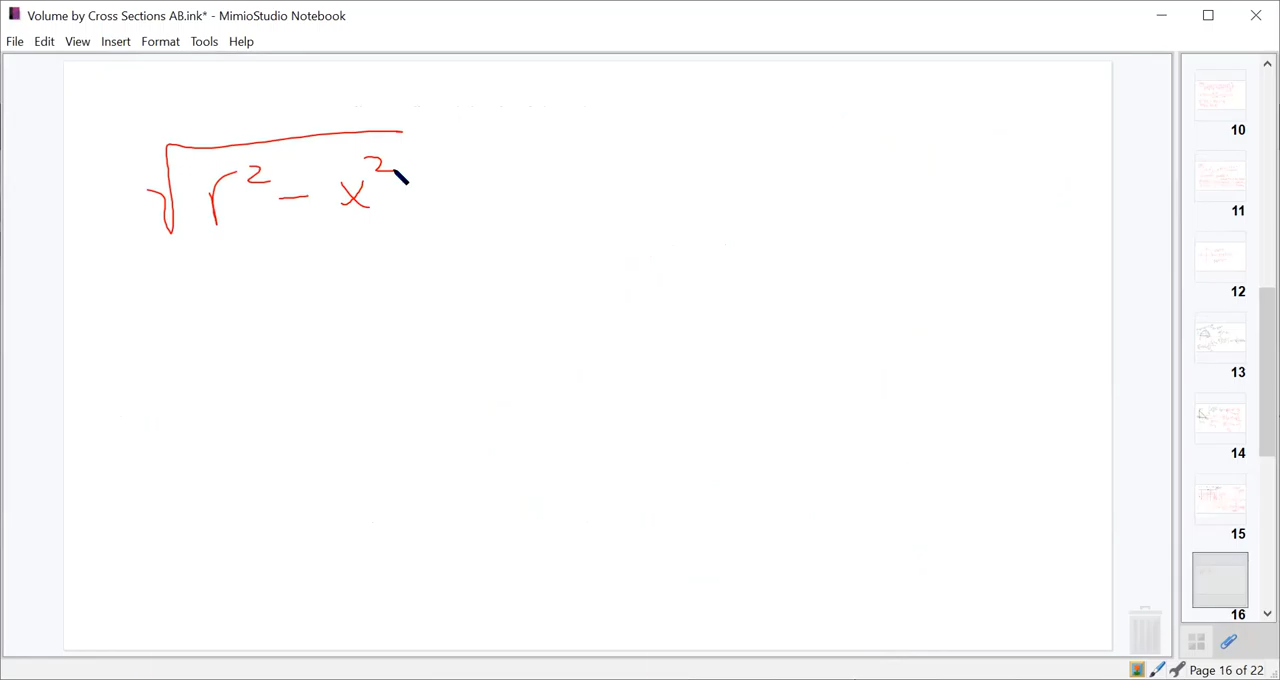 Volume by Cross Sections AB.ink* - MimioStudio Notebook
File Edit View Insert Format Tools Help
√(r² - x²)
10
11
12
13
14
15
16
Page 16 of 22